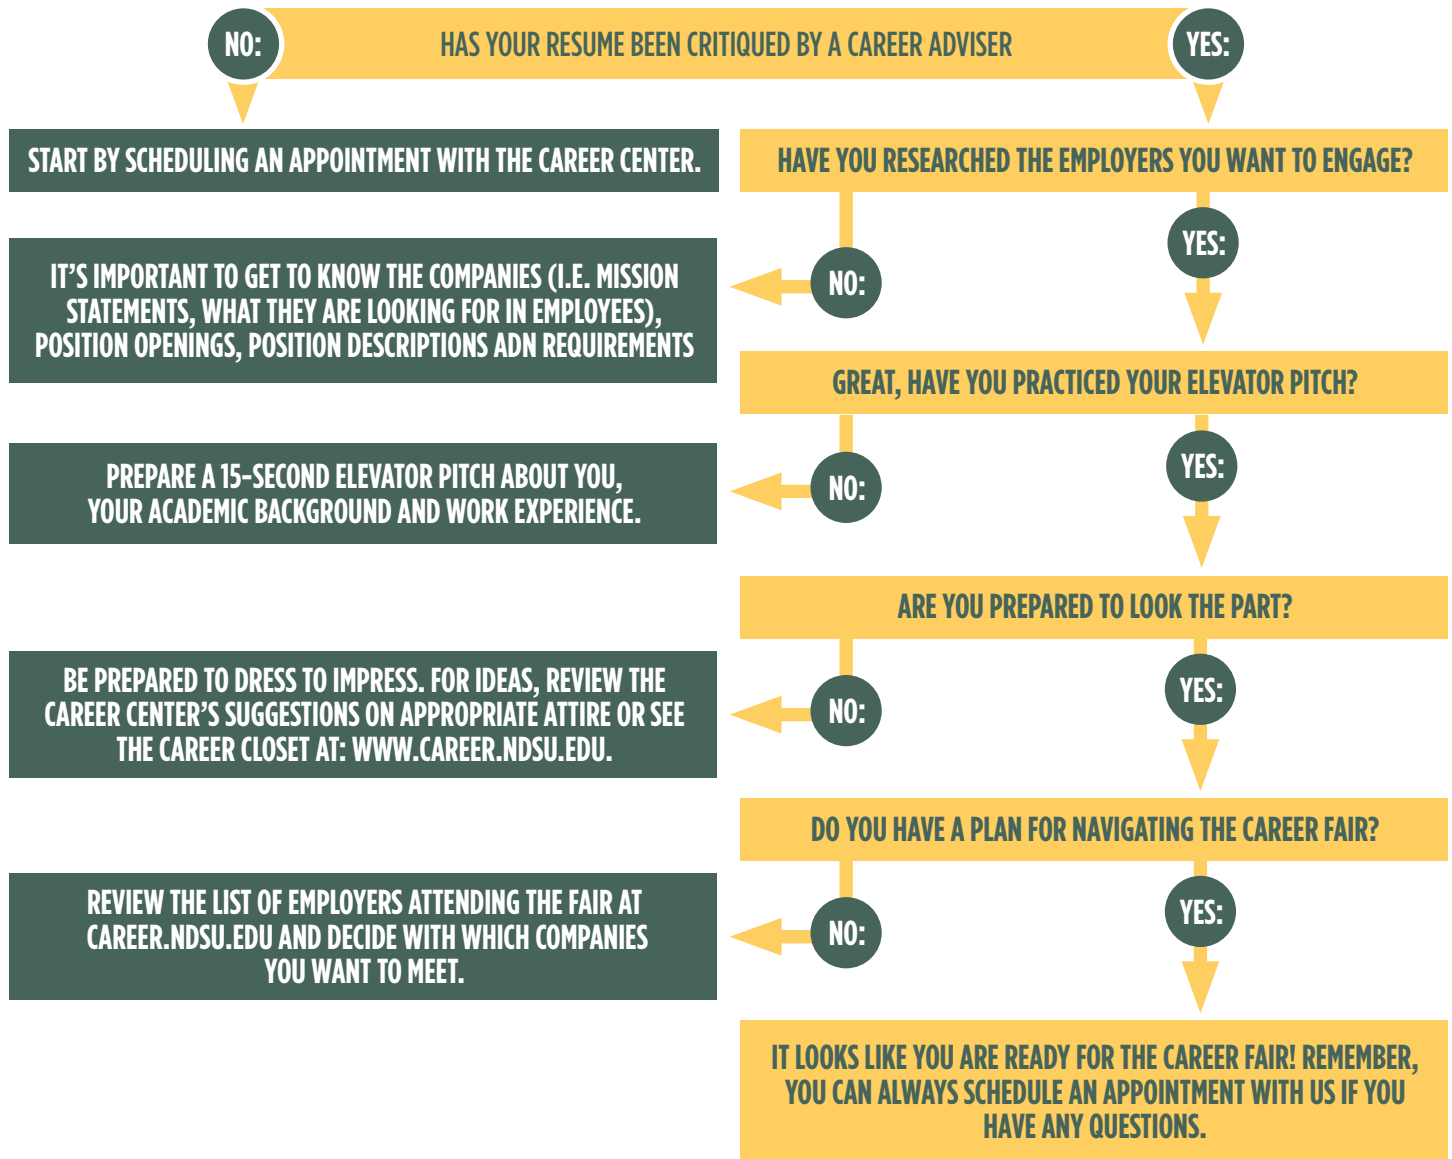 NO:
HAS YOUR RESUME BEEN CRITIQUED BY A CAREER ADVISER
YES:
START BY SCHEDULING AN APPOINTMENT WITH THE CAREER CENTER.
HAVE YOU RESEARCHED THE EMPLOYERS YOU WANT TO ENGAGE?
YES:
NO:
IT'S IMPORTANT TO GET TO KNOW THE COMPANIES (I.E. MISSION
STATEMENTS, WHAT THEY ARE LOOKING FOR IN EMPLOYEES),
POSITION OPENINGS, POSITION DESCRIPTIONS ADN REQUIREMENTS
GREAT, HAVE YOU PRACTICED YOUR ELEVATOR PITCH?
YES:
NO:
PREPARE A 15-SECOND ELEVATOR PITCH ABOUT YOU,
YOUR ACADEMIC BACKGROUND AND WORK EXPERIENCE.
ARE YOU PREPARED TO LOOK THE PART?
YES:
NO:
BE PREPARED TO DRESS TO IMPRESS. FOR IDEAS, REVIEW THE
CAREER CENTER'S SUGGESTIONS ON APPROPRIATE ATTIRE OR SEE
THE CAREER CLOSET AT: WWW.CAREER.NDSU.EDU.
DO YOU HAVE A PLAN FOR NAVIGATING THE CAREER FAIR?
YES:
NO:
REVIEW THE LIST OF EMPLOYERS ATTENDING THE FAIR AT
CAREER.NDSU.EDU AND DECIDE WITH WHICH COMPANIES
YOU WANT TO MEET.
IT LOOKS LIKE YOU ARE READY FOR THE CAREER FAIR! REMEMBER,
YOU CAN ALWAYS SCHEDULE AN APPOINTMENT WITH US IF YOU
HAVE ANY QUESTIONS.